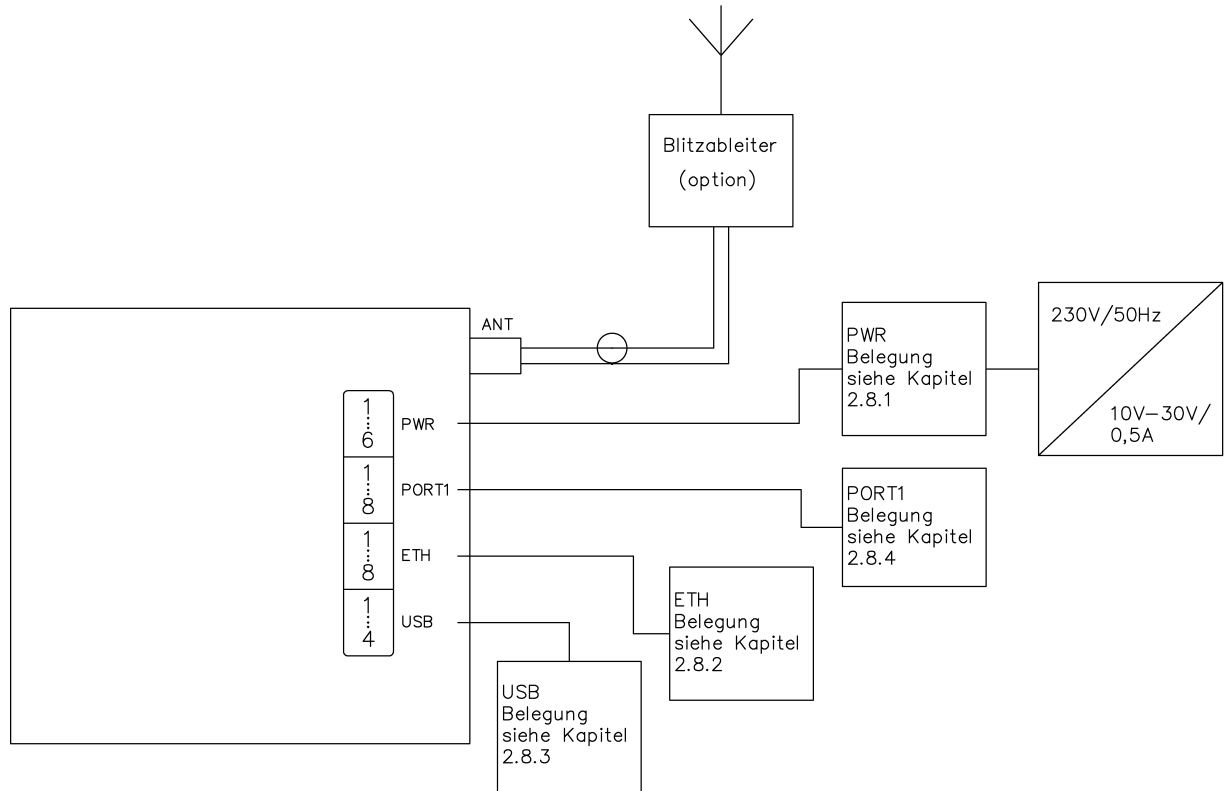 Blitzableiter
(option)
ANT
230V/50Hz
10V-30V/
0,5A
PWR
Belegung
siehe Kapitel
2.8.1
1
6
PWR
1
8
PORT1
PORT1
Belegung
siehe Kapitel
2.8.4
1
8
ETH
ETH
Belegung
siehe Kapitel
2.8.2
1
4
USB
USB
Belegung
siehe Kapitel
2.8.3